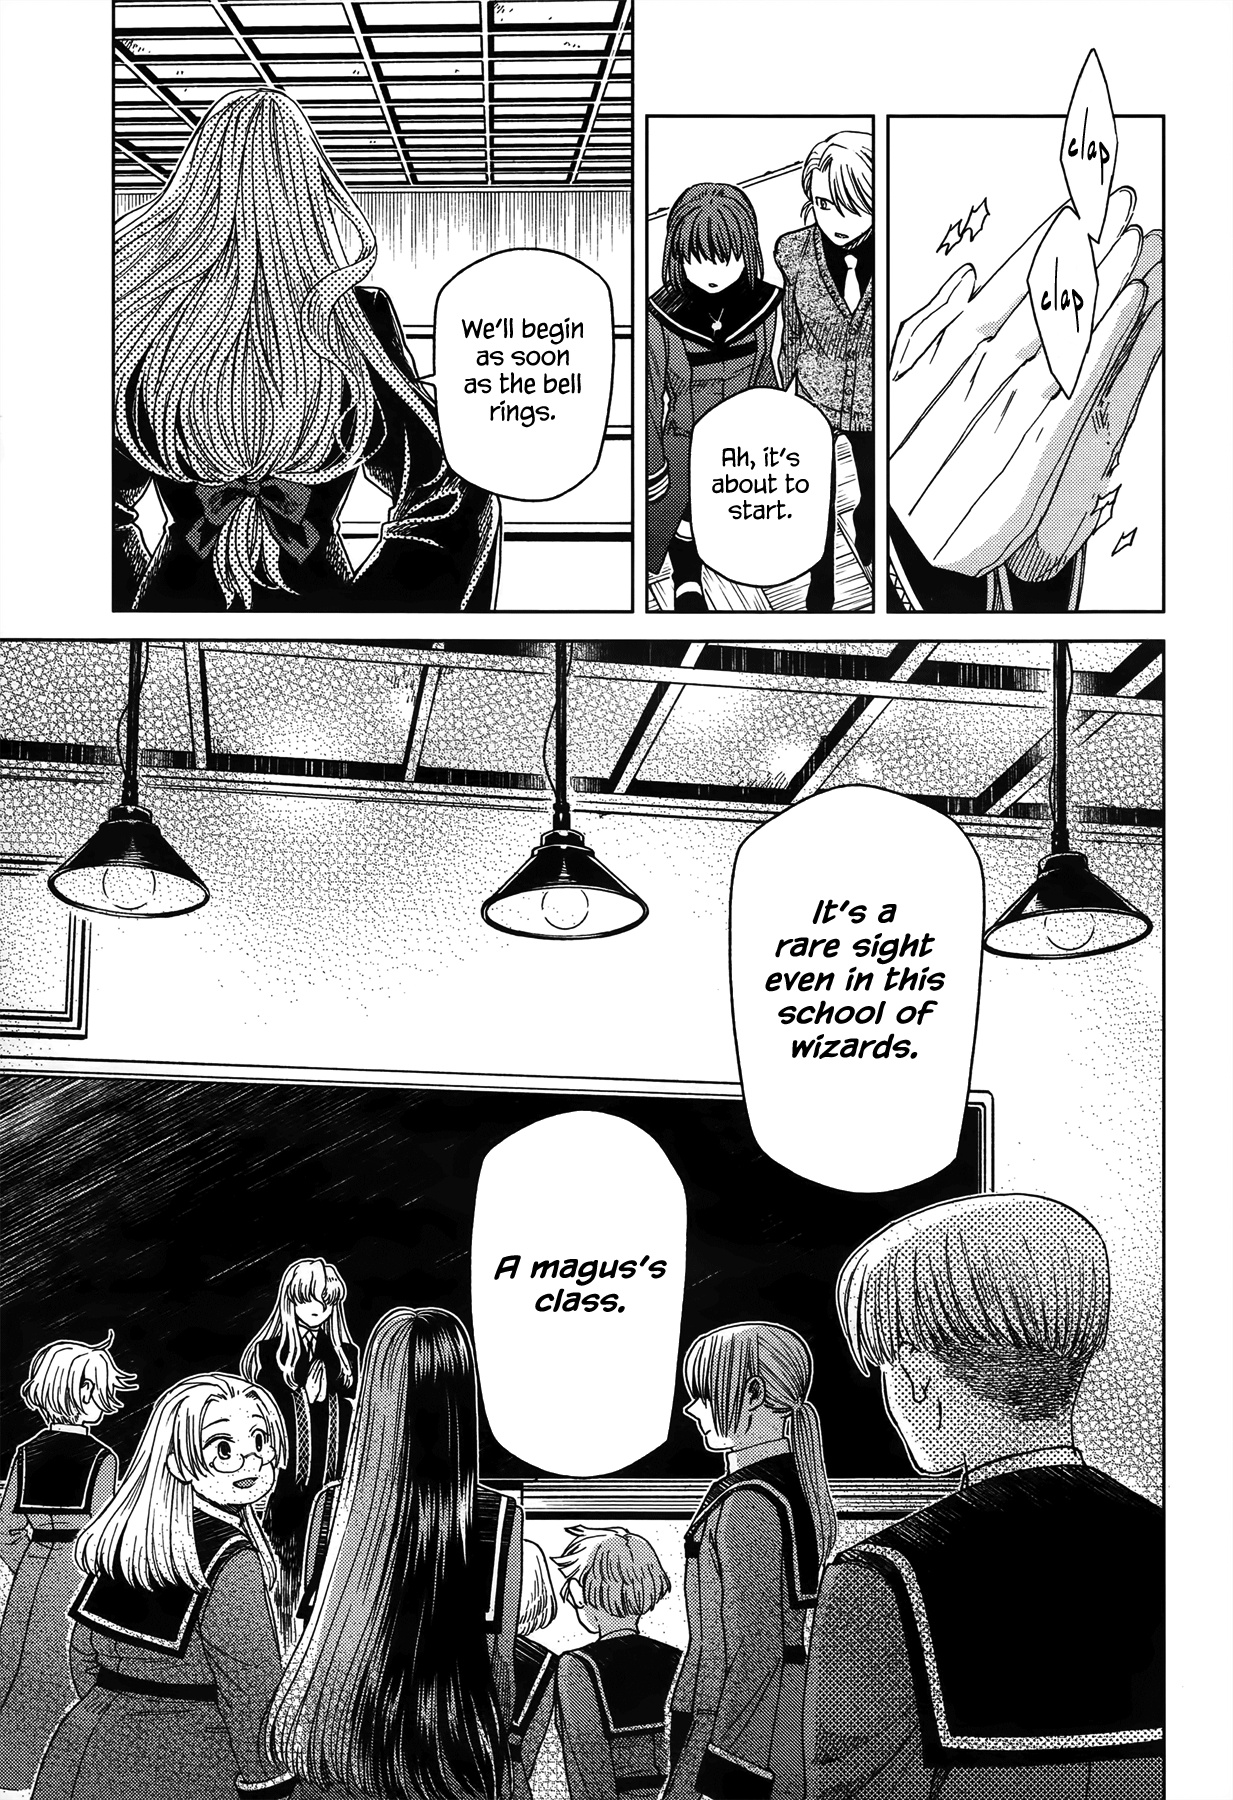 clap
clap
Ah, it's
about to
start.
We'll begin
as soon
as the bell
rings.
It's a
rare sight
even in this
school of
wizards.
A magus's
class.